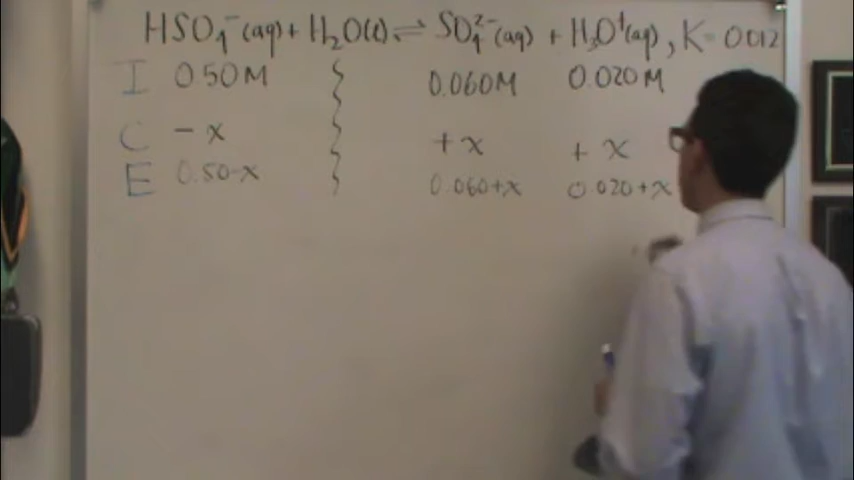 HSO₄⁻(aq) + H₂O(l) ⇌ SO₄²⁻(aq) + H₃O⁺(aq), K = 0.012
I 0.50M 0.060M 0.020M
C - x + x + x
E 0.50-x 0.060+x 0.020+x